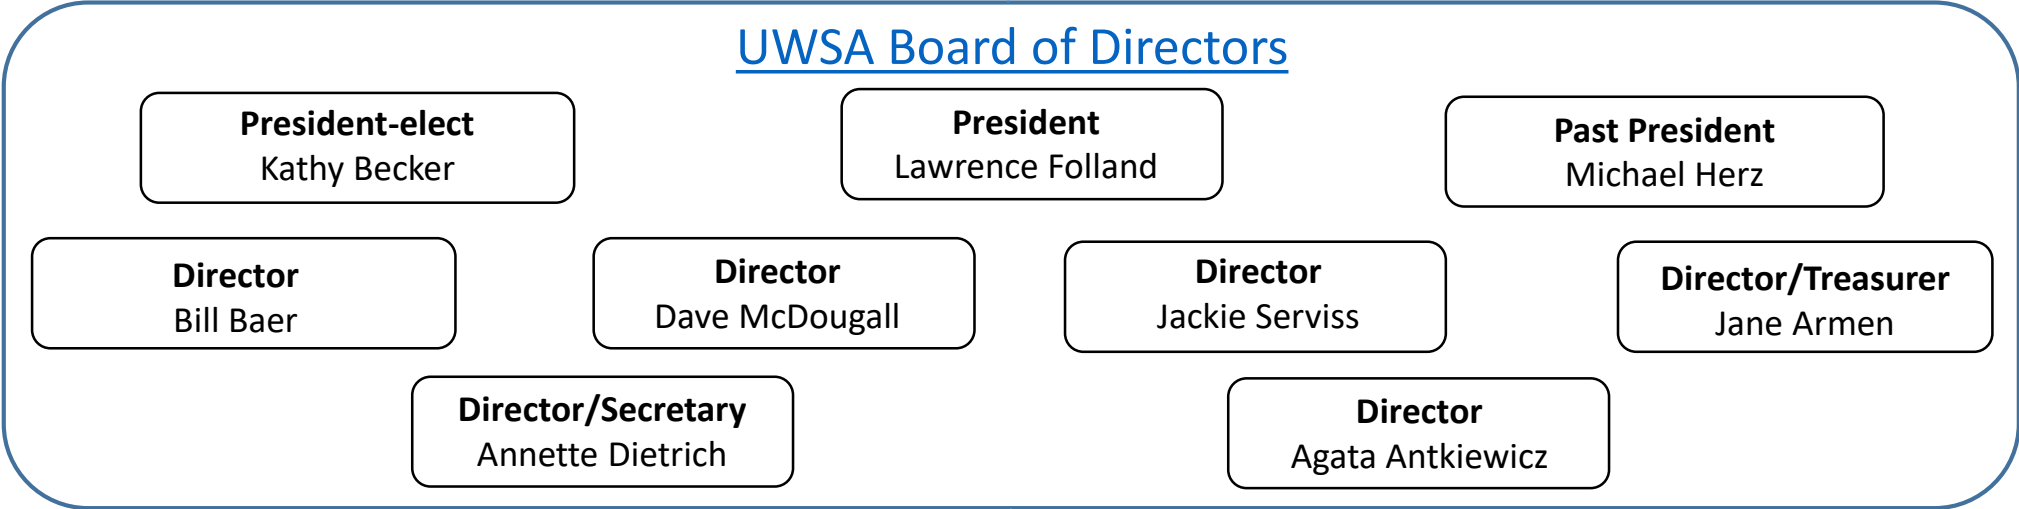 UWSA Board of Directors
President-elect
Kathy Becker
President
Lawrence Folland
Past President
Michael Herz
Director
Bill Baer
Director
Dave McDougall
Director
Jackie Serviss
Director/Treasurer
Jane Armen
Director/Secretary
Annette Dietrich
Director
Agata Antkiewicz